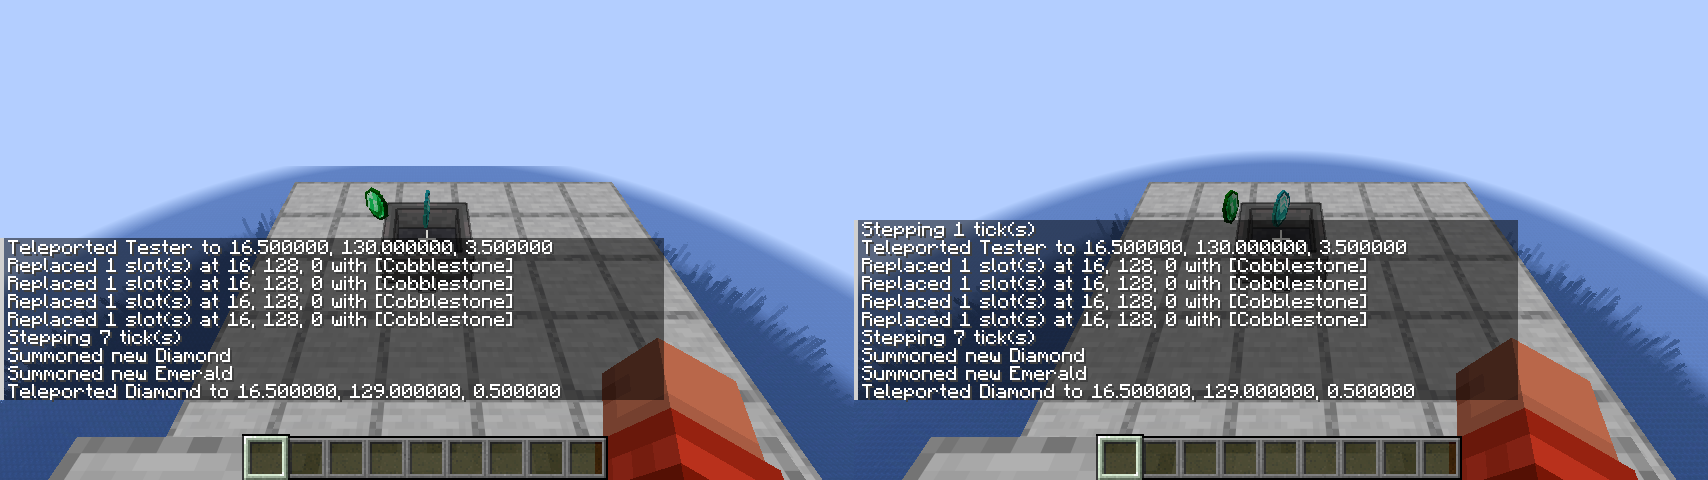 Teleported Tester to 16.500000, 130.000000, 3.500000
Replaced 1 slot(s) at 16, 128, 0 with [Cobblestone]
Replaced 1 slot(s) at 16, 128, 0 with [Cobblestone]
Replaced 1 slot(s) at 16, 128, 0 with [Cobblestone]
Replaced 1 slot(s) at 16, 128, 0 with [Cobblestone]
Stepping 7 tick(s)
Summoned new Diamond
Summoned new Emerald
Teleported Diamond to 16.500000, 129.000000, 0.500000
Stepping 1 tick(s)
Teleported Tester to 16.500000, 130.000000, 3.500000
Replaced 1 slot(s) at 16, 128, 0 with [Cobblestone]
Replaced 1 slot(s) at 16, 128, 0 with [Cobblestone]
Replaced 1 slot(s) at 16, 128, 0 with [Cobblestone]
Replaced 1 slot(s) at 16, 128, 0 with [Cobblestone]
Stepping 7 tick(s)
Summoned new Diamond
Summoned new Emerald
Teleported Diamond to 16.500000, 129.000000, 0.500000